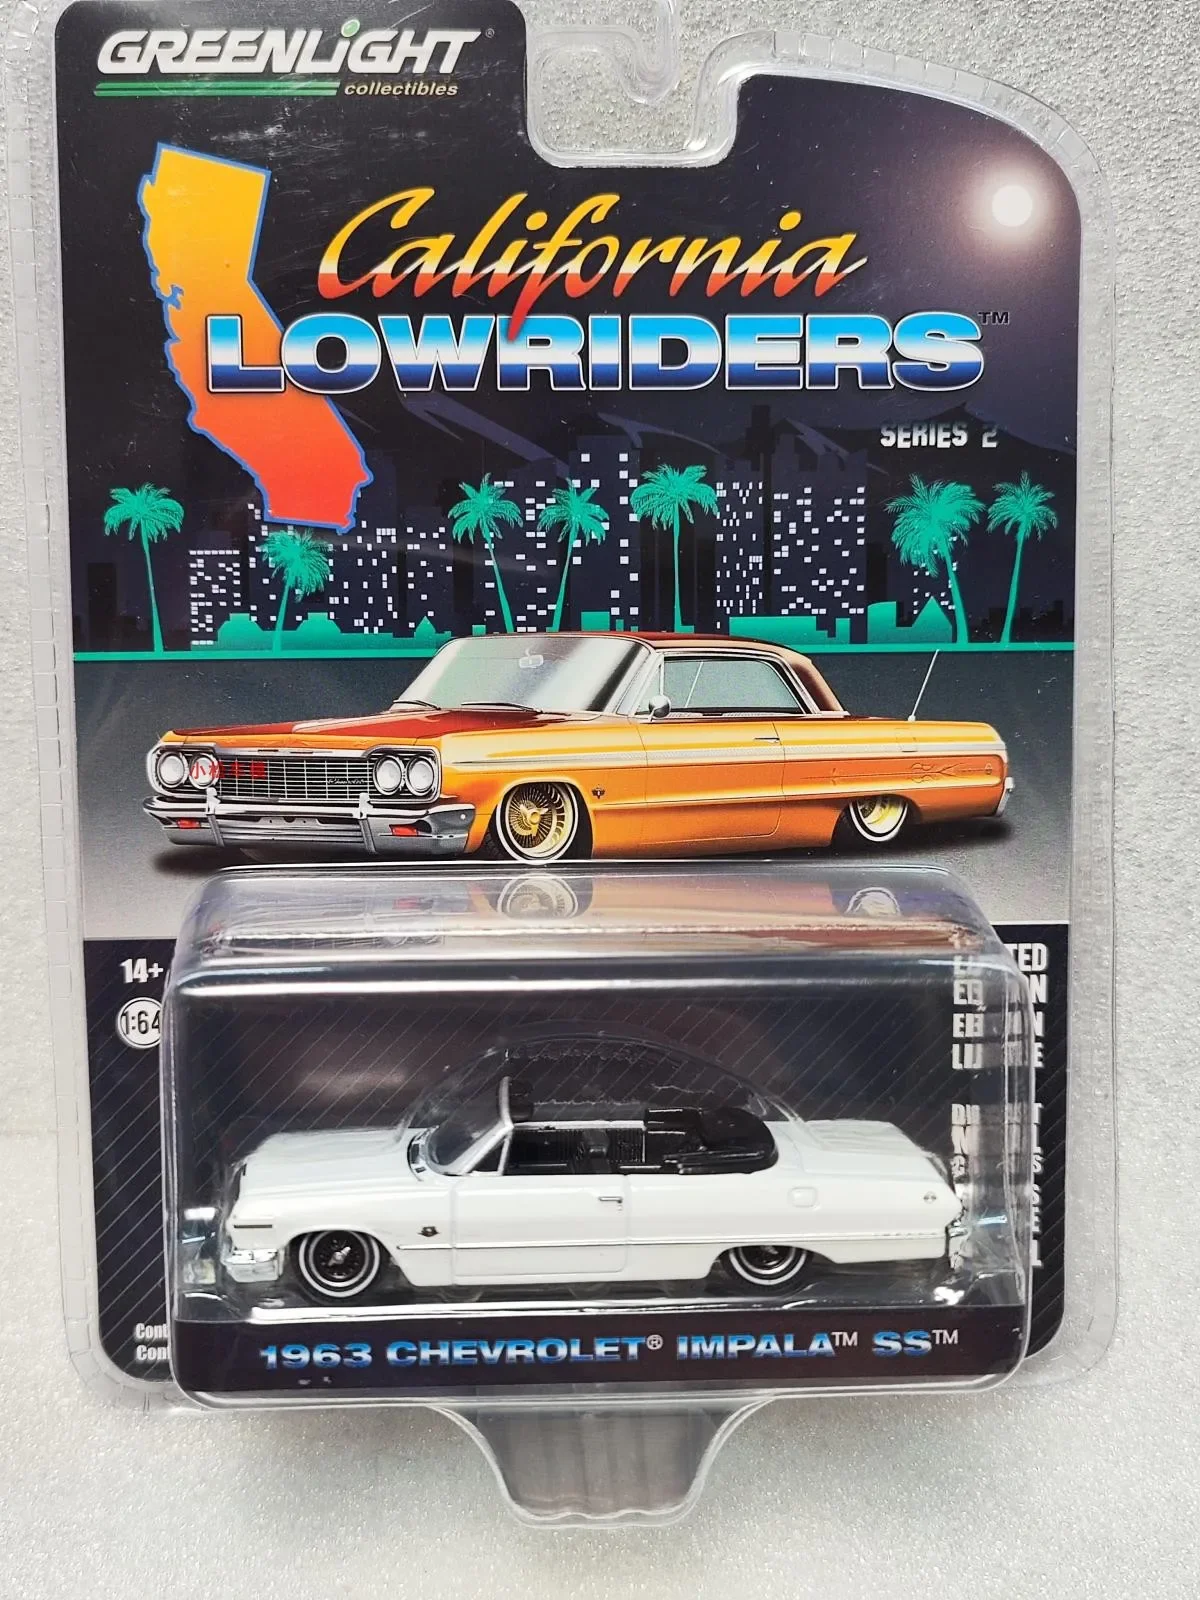 GREENLiGHT®
collectibles
California
LOWRIDERS™
SERIES 2
14+
1:64
1963 CHEVROLET® IMPALA™ SS™